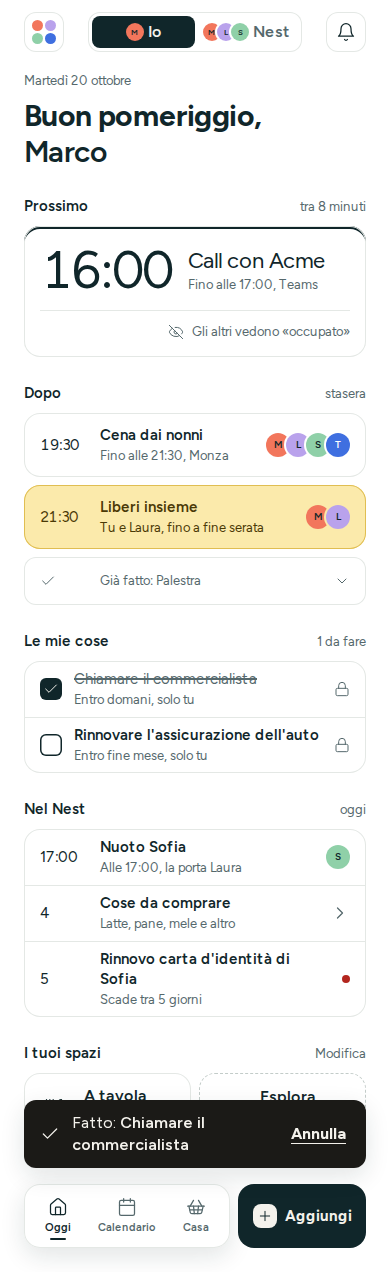 M Io
M L S Nest
Martedì 20 ottobre
Buon pomeriggio,
Marco
Prossimo
tra 8 minuti
16:00
Call con Acme
Fino alle 17:00, Teams
Gli altri vedono «occupato»
Dopo
stasera
19:30
Cena dai nonni
Fino alle 21:30, Monza
M L S T
21:30
Liberi insieme
Tu e Laura, fino a fine serata
M L
Già fatto: Palestra
Le mie cose
1 da fare
Chiamare il commercialista
Entro domani, solo tu
Rinnovare l'assicurazione dell'auto
Entro fine mese, solo tu
Nel Nest
oggi
17:00
Nuoto Sofia
Alle 17:00, la porta Laura
S
4
Cose da comprare
Latte, pane, mele e altro
5
Rinnovo carta d'identità di
Sofia
Scade tra 5 giorni
I tuoi spazi
Modifica
A tavola
Esplora
Fatto: Chiamare il
commercialista
Annulla
Oggi
Calendario
Casa
Aggiungi